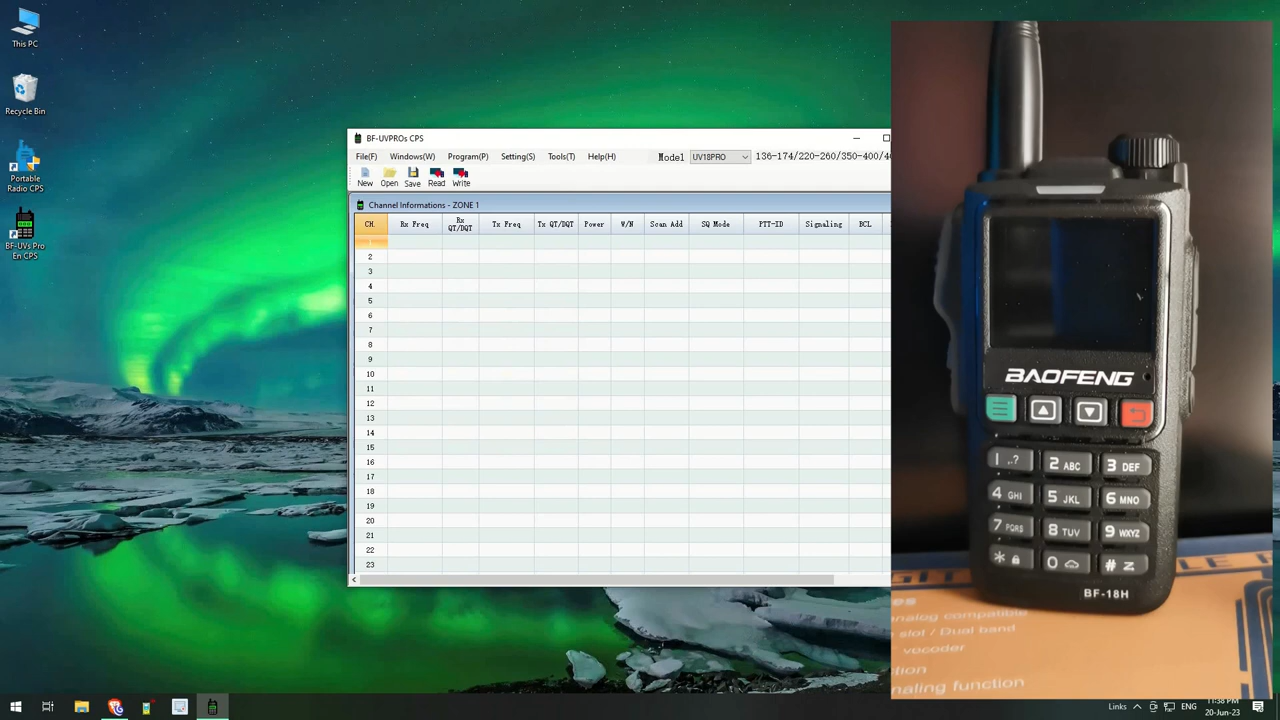 This PC
Recycle Bin
Portable
Radio CPS
BF-UVs Pro
En CPS
BF-UVPROs CPS
File(F) Windows(W) Program(P) Setting(S) Tools(T) Help(H) Model UV18PRO 136-174/220-260/350-400/4
New Open Save Read Write
Channel Informations - ZONE 1
CH. Rx Freq Rx QT/DQT Tx Freq Tx QT/DQT Power W/N Scan Add SQ Mode PTT-ID Signaling BCL
1
2
3
4
5
6
7
8
9
10
11
12
13
14
15
16
17
18
19
20
21
22
23
BAOFENG
1 ,.? 2 ABC 3 DEF
4 GHI 5 JKL 6 MNO
7 PQRS 8 TUV 9 WXYZ
* 0 #
BF-18H
nalog compatible
slot / Dual band
vocoder
naling function
Links ENG 11:38 PM
20-Jun-23